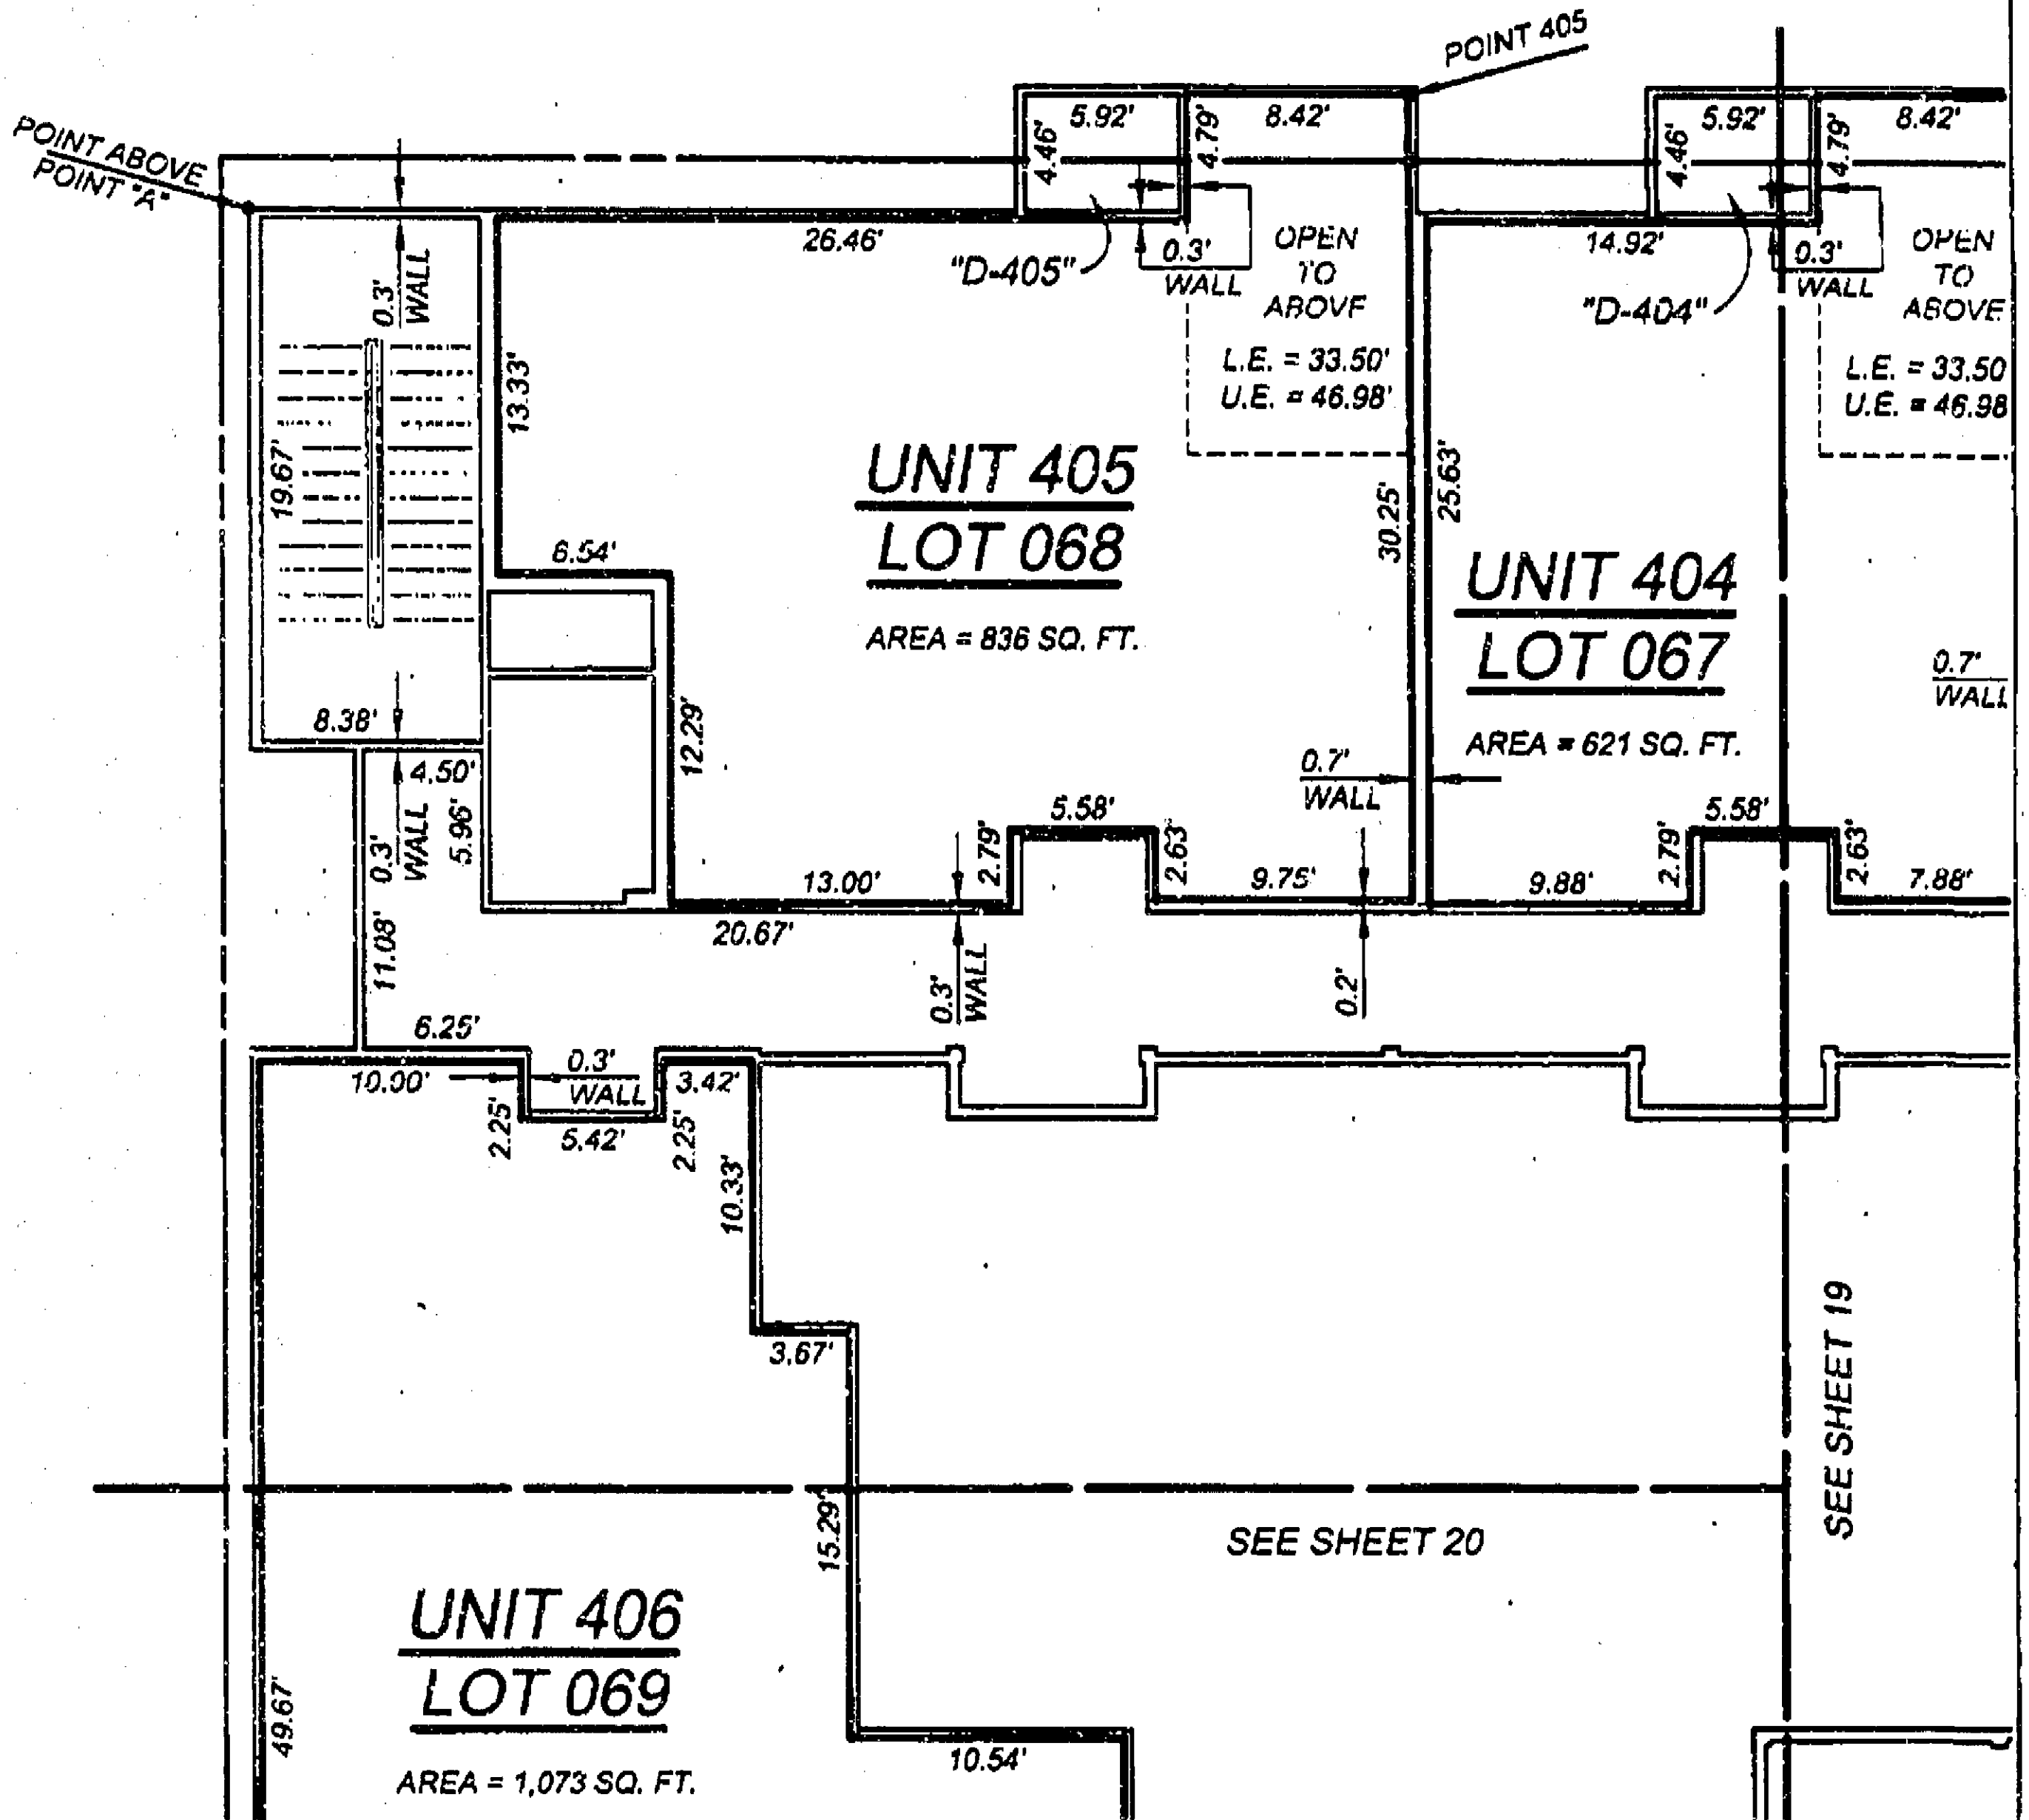 POINT 405
5.92'
8.42'
4.46'
4.79'
5.92'
8.42'
4.46'
4.79'
POINT ABOVE
POINT "A"
26.46'
"D-405"
0.3'
WALL
OPEN
TO
ABOVE
L.E. = 33.50'
U.E. = 46.98'
14.92'
"D-404"
0.3'
WALL
OPEN
TO
ABOVE
L.E. = 33.50
U.E. = 46.98
0.3'
WALL
13.33'
19.67'
UNIT 405
LOT 068
AREA = 836 SQ. FT.
30.25'
25.63'
UNIT 404
LOT 067
AREA = 621 SQ. FT.
0.7'
WALL
6.54'
12.29'
8.38'
4.50'
0.3'
WALL
5.96'
0.7'
WALL
5.58'
2.79'
2.63'
13.00'
9.75'
5.58'
2.79'
2.63'
9.88'
7.88'
20.67'
11.08'
0.3'
WALL
0.2'
6.25'
10.00'
0.3'
WALL
3.42'
2.25'
5.42'
2.25'
10.33'
3.67'
SEE SHEET 19
15.29'
SEE SHEET 20
UNIT 406
LOT 069
AREA = 1,073 SQ. FT.
49.67'
10.54'